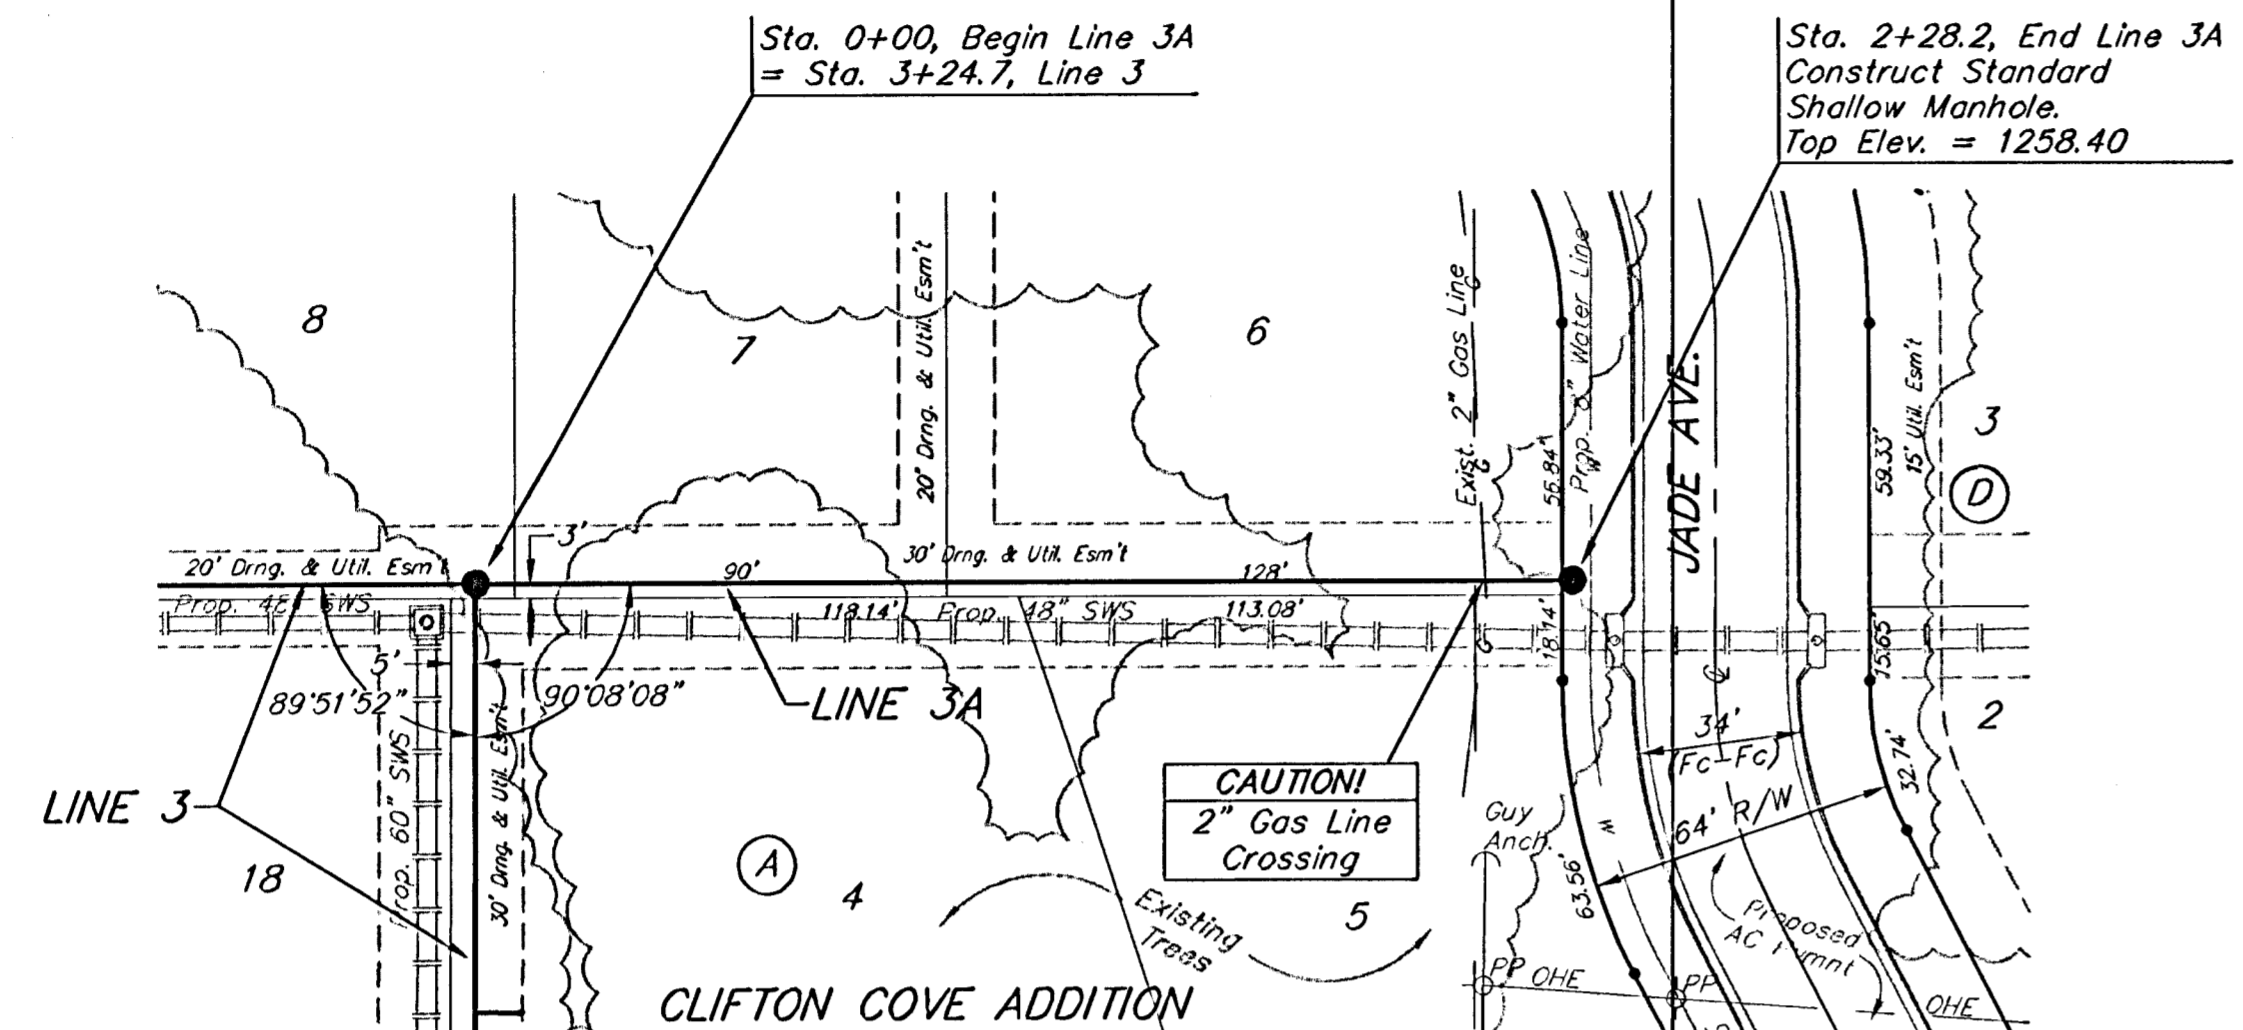 Sta. 0+00, Begin Line 3A
= Sta. 3+24.7, Line 3
Sta. 2+28.2, End Line 3A
Construct Standard
Shallow Manhole.
Top Elev. = 1258.40
8
7
6
3
D
20' Drng. & Util. Esm't
Exist. 2" Gas Line
G
G
G
Prop. 8" Water Line
W
56.84'
JADE AVE.
59.33'
15' Util. Esm't
3'
20' Drng. & Util. Esm't
90'
30' Drng. & Util. Esm't
128'
Prop. 48" SWS
118.14'
Prop. 48" SWS
113.08'
18.14'
15.65'
5'
89°51'52"
90°08'08"
LINE 3A
℄
2
34'
(Fc-Fc)
32.74'
64' R/W
LINE 3
18
Prop. 60" SWS
30' Drng. & Util. Esm't
A
4
CAUTION!
2" Gas Line
Crossing
Guy
Anch.
W
63.56'
Existing
Trees
5
Proposed
AC Pvmnt
PP
OHE
PP
OHE
CLIFTON COVE ADDITION